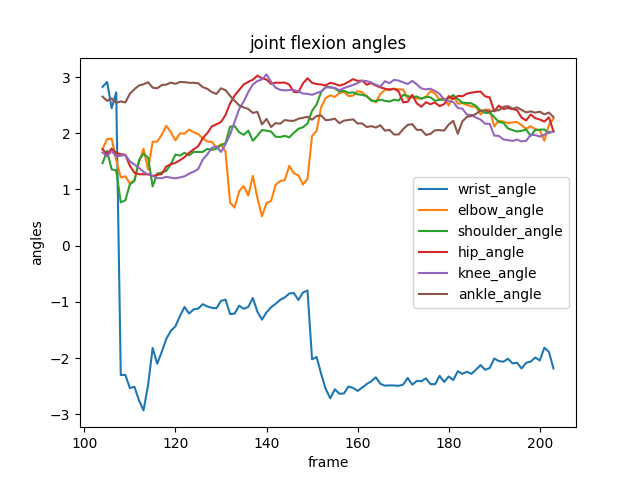 joint flexion angles
angles
3
2
1
0
−1
−2
−3
wrist_angle
elbow_angle
shoulder_angle
hip_angle
knee_angle
ankle_angle
100 120 140 160 180 200
frame